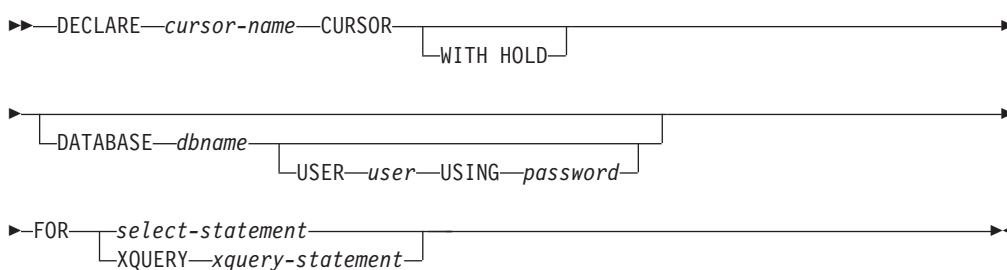 DECLARE cursor-name CURSOR
WITH HOLD
DATABASE dbname
USER user USING password
FOR select-statement
XQUERY xquery-statement